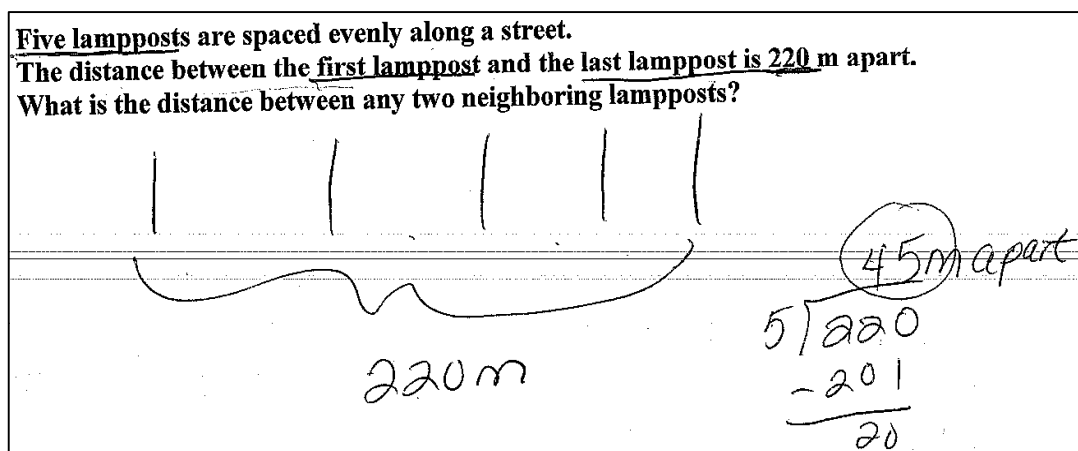 Five lampposts are spaced evenly along a street.
The distance between the first lamppost and the last lamppost is 220 m apart.
What is the distance between any two neighboring lampposts?
45m apart
5)220
-20
20
220m